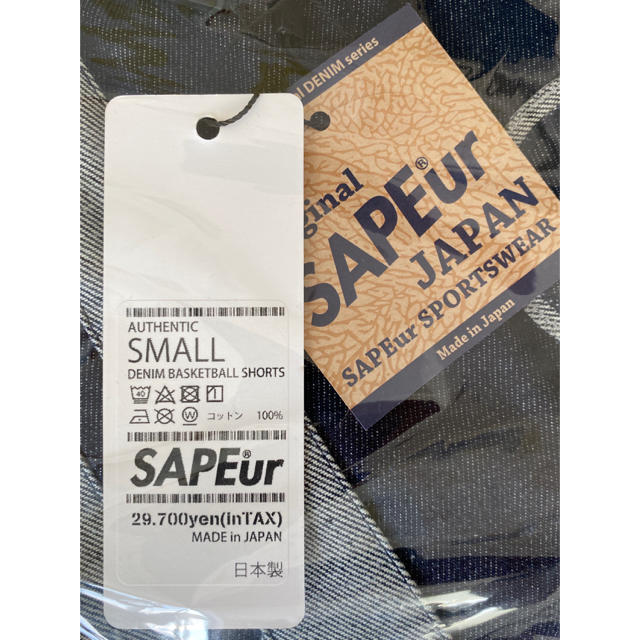 AUTHENTIC
SMALL
DENIM BASKETBALL SHORTS
40
コットン 100%
SAPEur®
29.700yen(inTAX)
MADE in JAPAN
日本製
DENIM series
SAPEur®
JAPAN
SAPEur SPORTSWEAR
Made in Japan